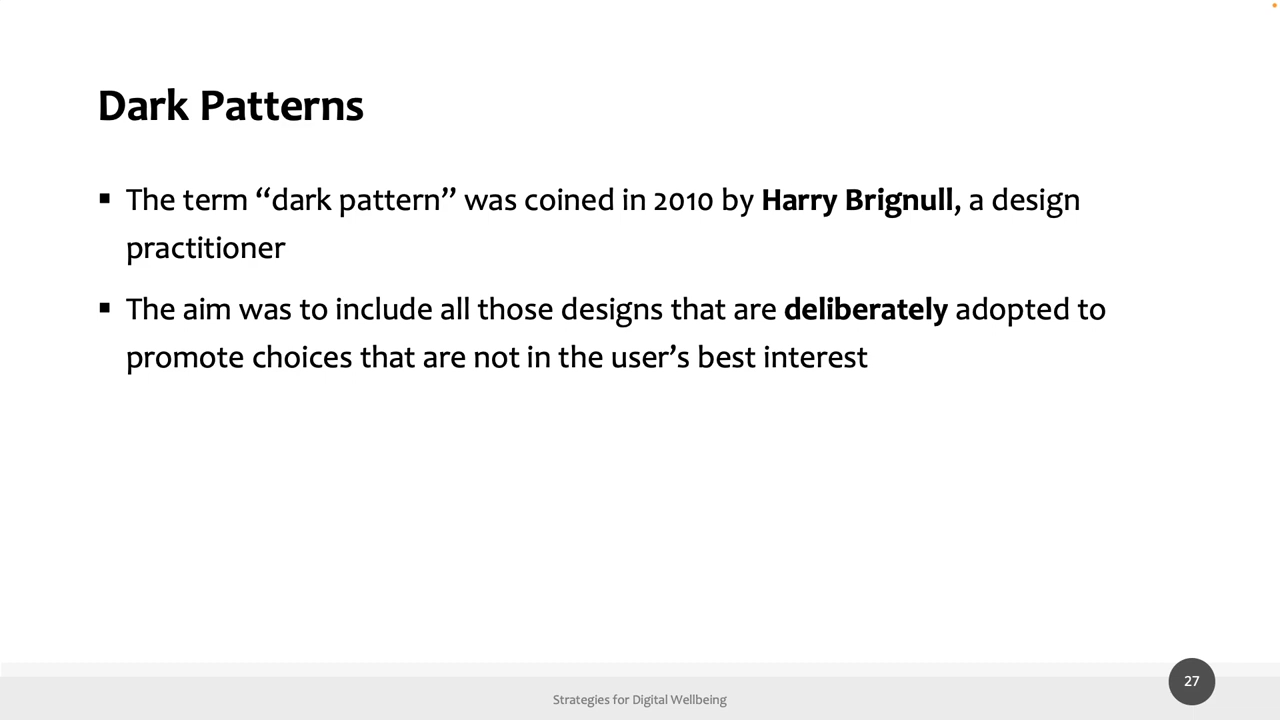 Dark Patterns
▪ The term “dark pattern” was coined in 2010 by Harry Brignull, a design
practitioner
▪ The aim was to include all those designs that are deliberately adopted to
promote choices that are not in the user’s best interest
Strategies for Digital Wellbeing
27